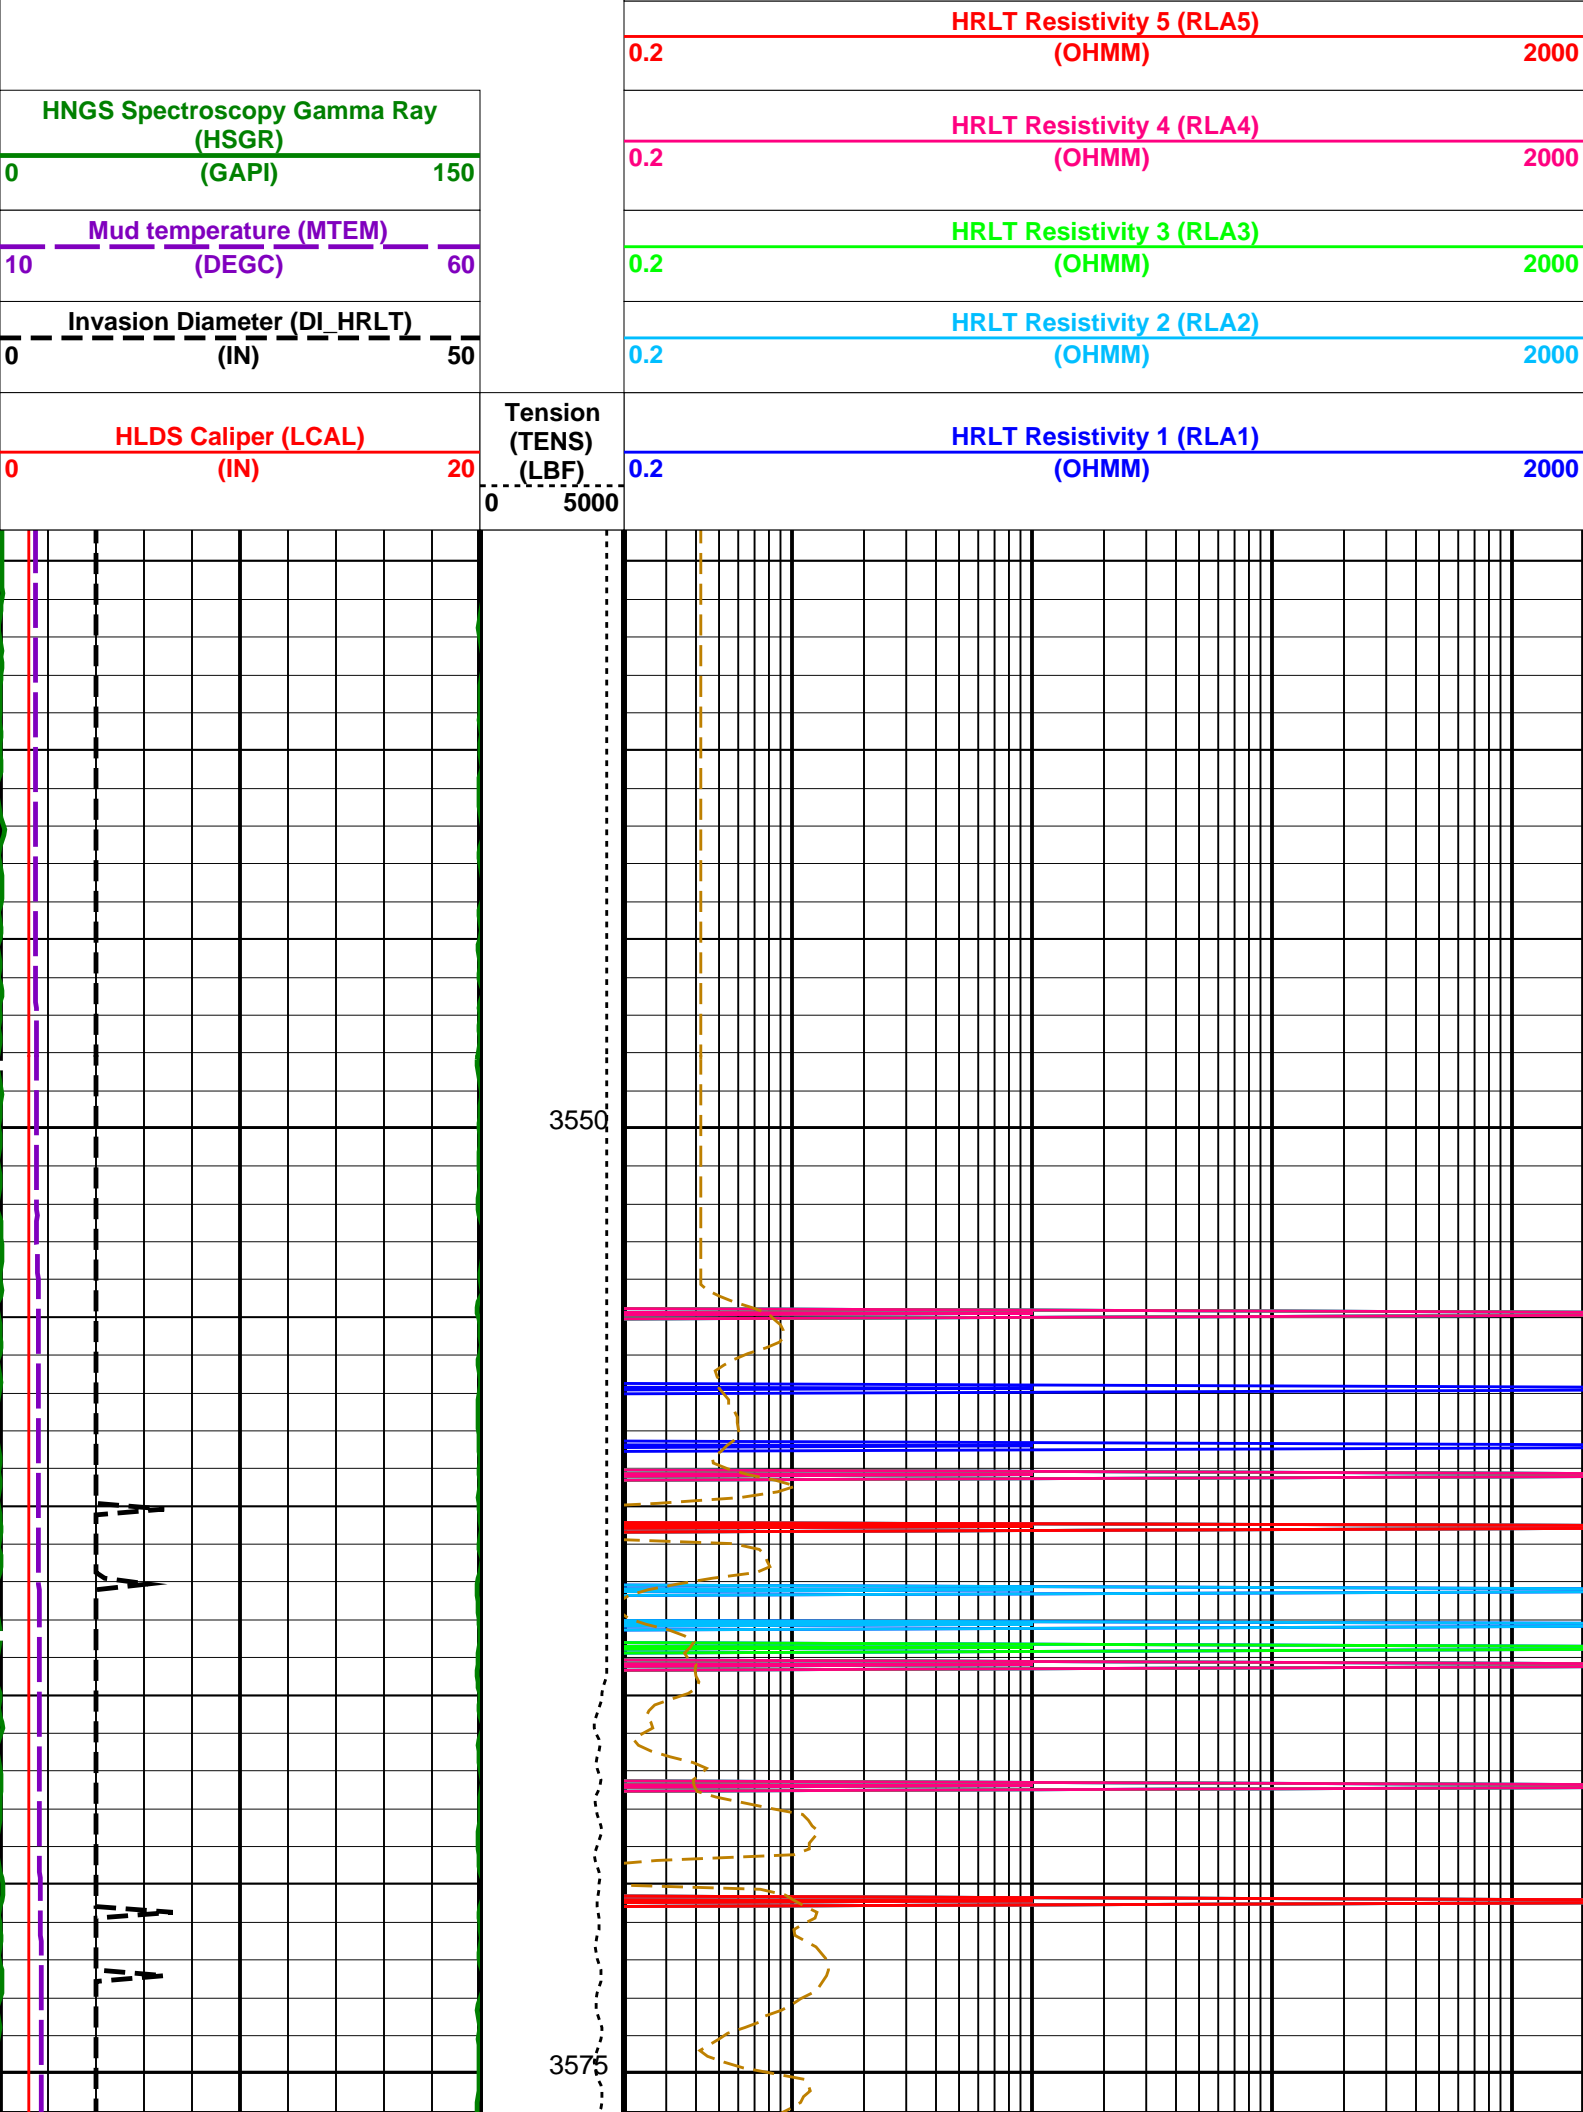 HRLT Resistivity 5 (RLA5)
0.2 (OHMM) 2000
HNGS Spectroscopy Gamma Ray
(HSGR)
0 (GAPI) 150
HRLT Resistivity 4 (RLA4)
0.2 (OHMM) 2000
Mud temperature (MTEM)
10 (DEGC) 60
HRLT Resistivity 3 (RLA3)
0.2 (OHMM) 2000
Invasion Diameter (DI_HRLT)
0 (IN) 50
HRLT Resistivity 2 (RLA2)
0.2 (OHMM) 2000
HLDS Caliper (LCAL)
0 (IN) 20
Tension
(TENS)
(LBF)
0 5000
HRLT Resistivity 1 (RLA1)
0.2 (OHMM) 2000
3550
3575